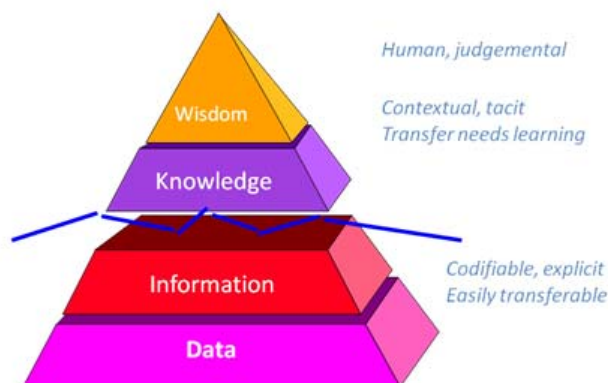 Human, judgemental
Wisdom
Contextual, tacit
Transfer needs learning
Knowledge
Codifiable, explicit
Information
Easily transferable
Data